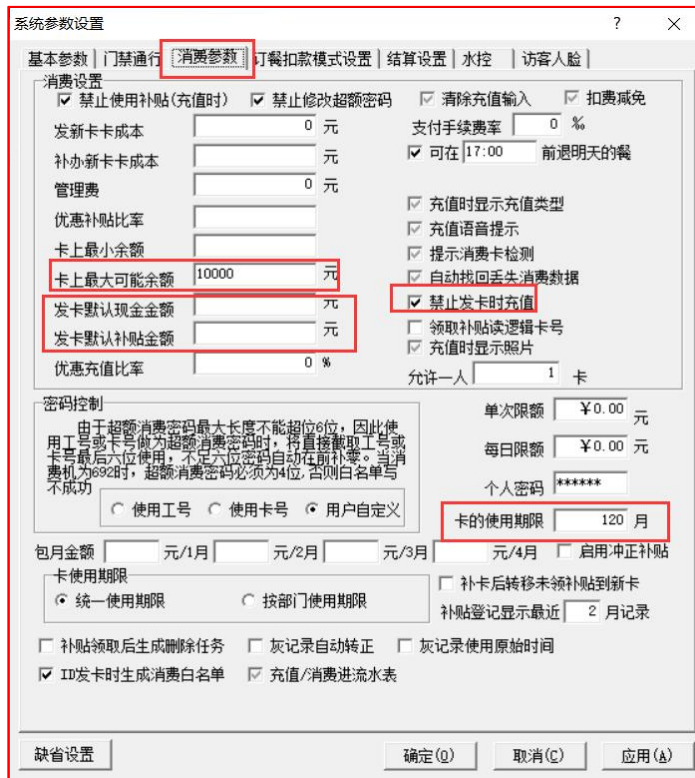 系统参数设置 ? ×
基本参数 门禁通行 消费参数 订餐扣款模式设置 结算设置 水控 访客人脸
消费设置
禁止使用补贴(充值时) 禁止修改超额密码 清除充值输入 扣费减免
发新卡卡成本 0 元 支付手续费率 0 ‰
补办新卡卡成本 元 可在 17:00 前退明天的餐
管理费 0 元
优惠补贴比率 充值时显示充值类型
充值语音提示
卡上最小余额 提示消费卡检测
卡上最大可能余额 10000 元 自动找回丢失消费数据
发卡默认现金金额 元 禁止发卡时充值
发卡默认补贴金额 元 领取补贴读逻辑卡号
充值时显示照片
优惠充值比率 0 % 允许一人 1 卡
密码控制
由于超额消费密码最大长度不能超位6位，因此使
用工号或卡号做为超额消费密码时，将直接截取工号或
卡号最后六位使用，不足六位密码自动在前补零。当消
费机为692时，超额消费密码必须为4位,否则白名单写
不成功
使用工号 使用卡号 用户自定义
单次限额 ￥0.00 元
每日限额 ￥0.00 元
个人密码 ******
卡的使用期限 120 月
包月金额 元/1月 元/2月 元/3月 元/4月 启用冲正补贴
卡使用期限
统一使用期限 按部门使用期限
补卡后转移未领补贴到新卡
补贴登记显示最近 2 月记录
补贴领取后生成删除任务 灰记录自动转正 灰记录使用原始时间
ID发卡时生成消费白名单 充值/消费进流水表
缺省设置 确定(O) 取消(C) 应用(A)